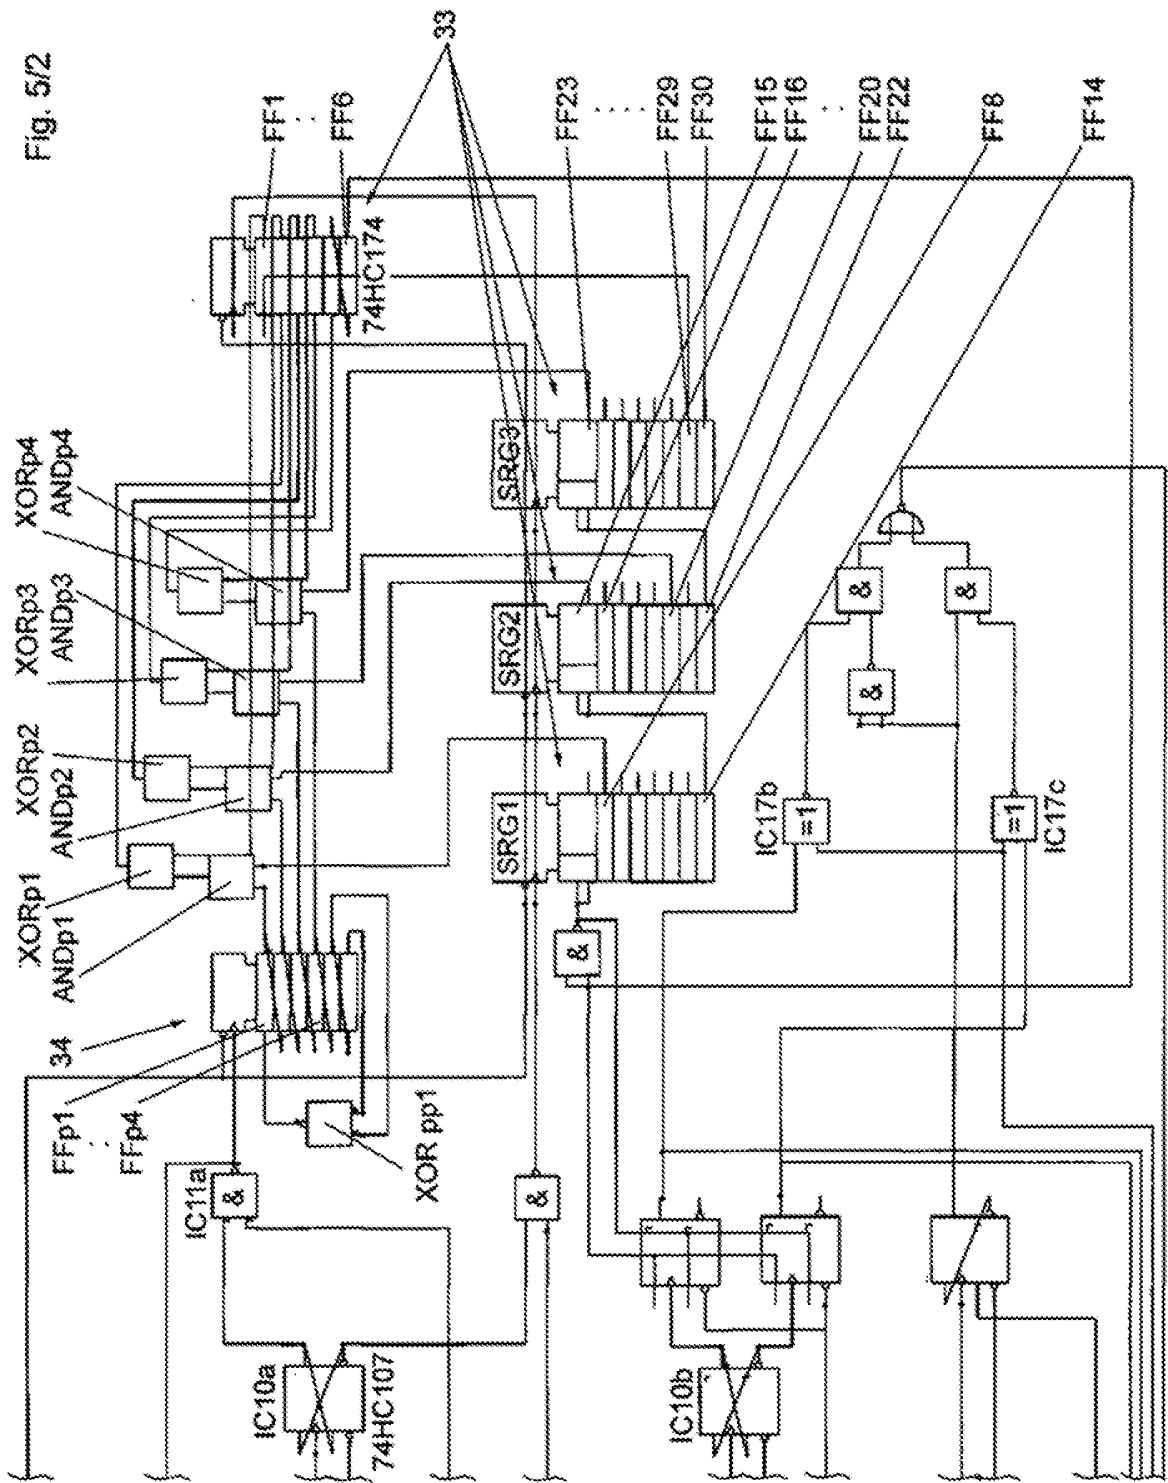 Fig. 5/2
33
FF1
FF6
74HC174
FF23
FF29
FF30
FF15
FF16
FF20
FF22
FF8
FF14
XORp4
ANDp4
XORp3
ANDp3
XORp2
ANDp2
XORp1
ANDp1
SRG3
SRG2
SRG1
&
&
&
=1
IC17b
=1
IC17c
&
34
FFp1
FFp4
XOR pp1
IC11a
&
&
IC10a
74HC107
IC10b